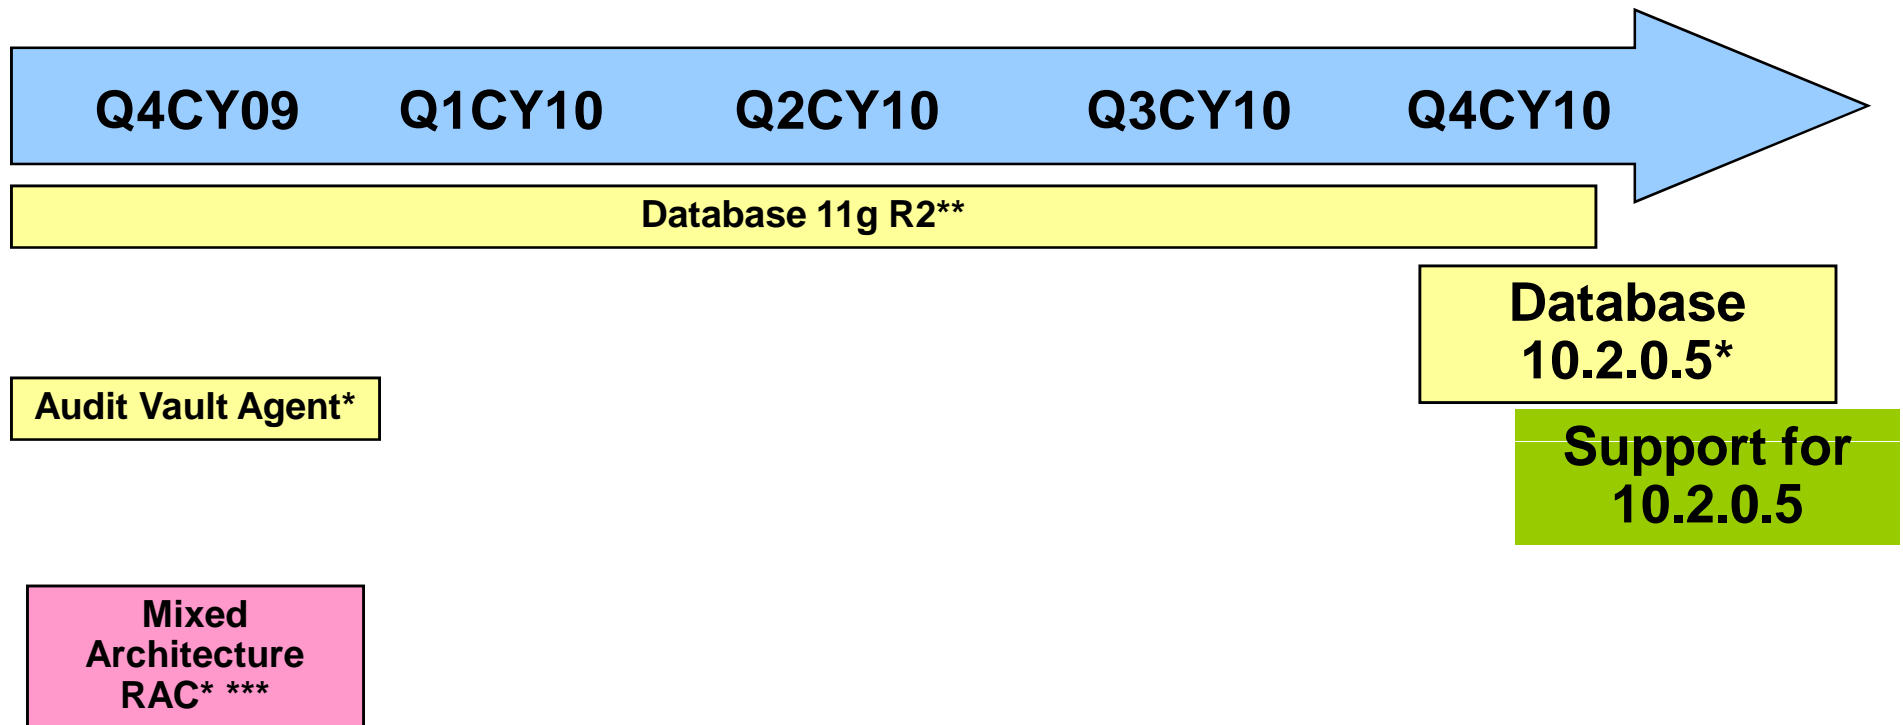 Q4CY09 Q1CY10 Q2CY10 Q3CY10 Q4CY10
Database 11g R2**
Database
10.2.0.5*
Audit Vault Agent*
Support for
10.2.0.5
Mixed
Architecture
RAC* ***